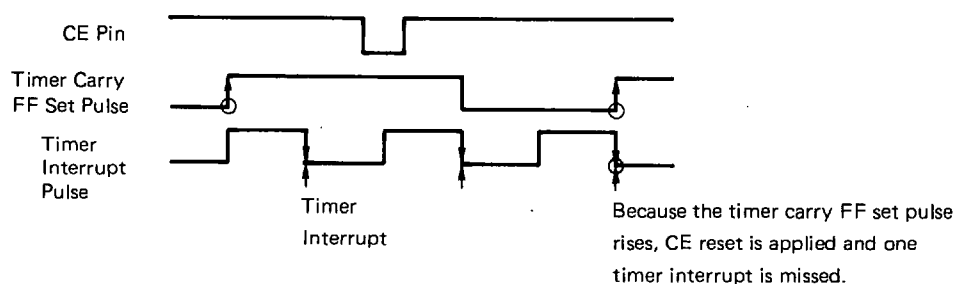 CE Pin
Timer Carry
FF Set Pulse
Timer
Interrupt
Pulse
Timer
Interrupt
Because the timer carry FF set pulse
rises, CE reset is applied and one
timer interrupt is missed.